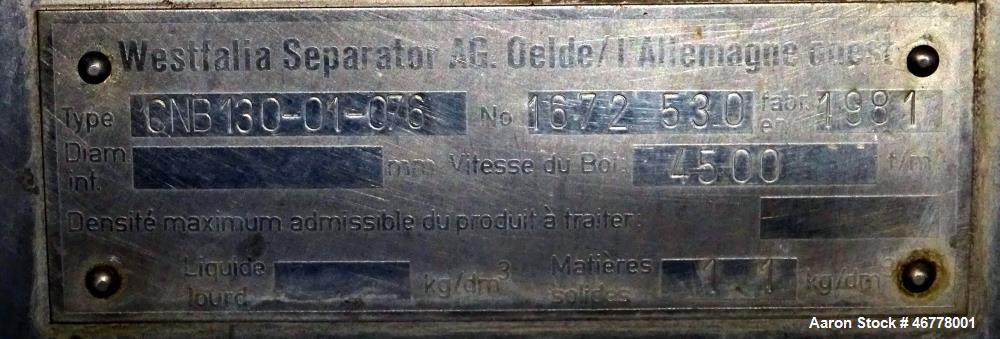 Westfalia Separator AG. Oelde/l'Allemagne ouest
Type CNB 130-01-076 No 1672 530 fabr. en 1981
Diam. int. mm Vitesse du Bol: 4500 t/m
Densité maximum admissible du produit à traiter:
Liquide lourd kg/dm³ Matières solides 1 1 kg/dm³
Aaron Stock # 46778001